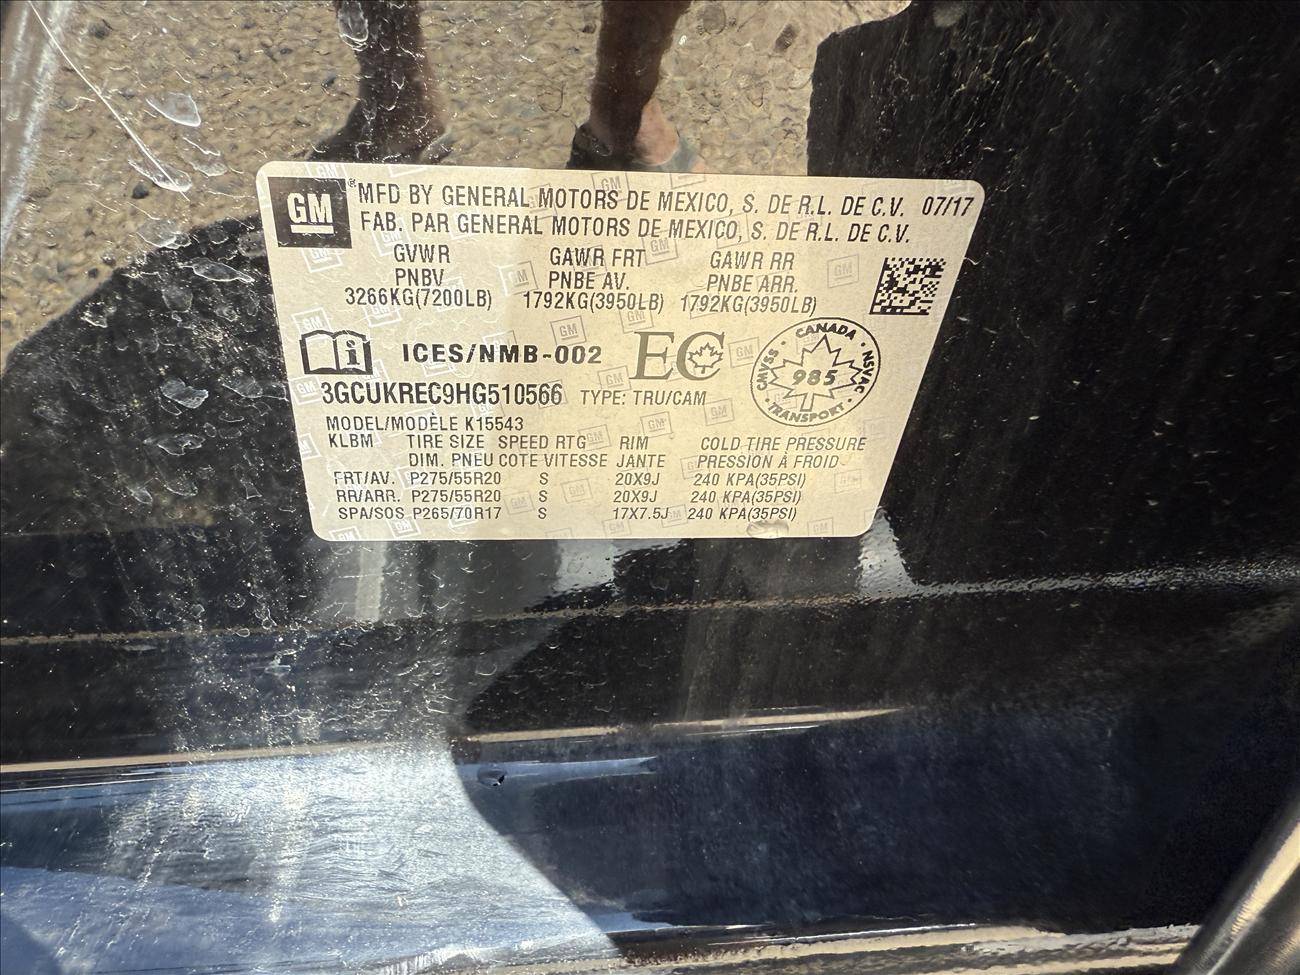 GM ® MFD BY GENERAL MOTORS DE MEXICO, S. DE R.L. DE C.V. 07/17
FAB. PAR GENERAL MOTORS DE MEXICO, S. DE R.L. DE C.V.
GVWR GAWR FRT GAWR RR
PNBV PNBE AV. PNBE ARR.
3266KG(7200LB) 1792KG(3950LB) 1792KG(3950LB)
i ICES/NMB-002 EC
CANADA
CMVSS 985 NSVAC
TRANSPORT
3GCUKREC9HG510566 TYPE: TRU/CAM
MODEL/MODÈLE K15543
KLBM TIRE SIZE SPEED RTG RIM COLD TIRE PRESSURE
DIM. PNEU COTE VITESSE JANTE PRESSION À FROID
FRT/AV. P275/55R20 S 20X9J 240 KPA(35PSI)
RR/ARR. P275/55R20 S 20X9J 240 KPA(35PSI)
SPA/SOS P265/70R17 S 17X7.5J 240 KPA(35PSI)